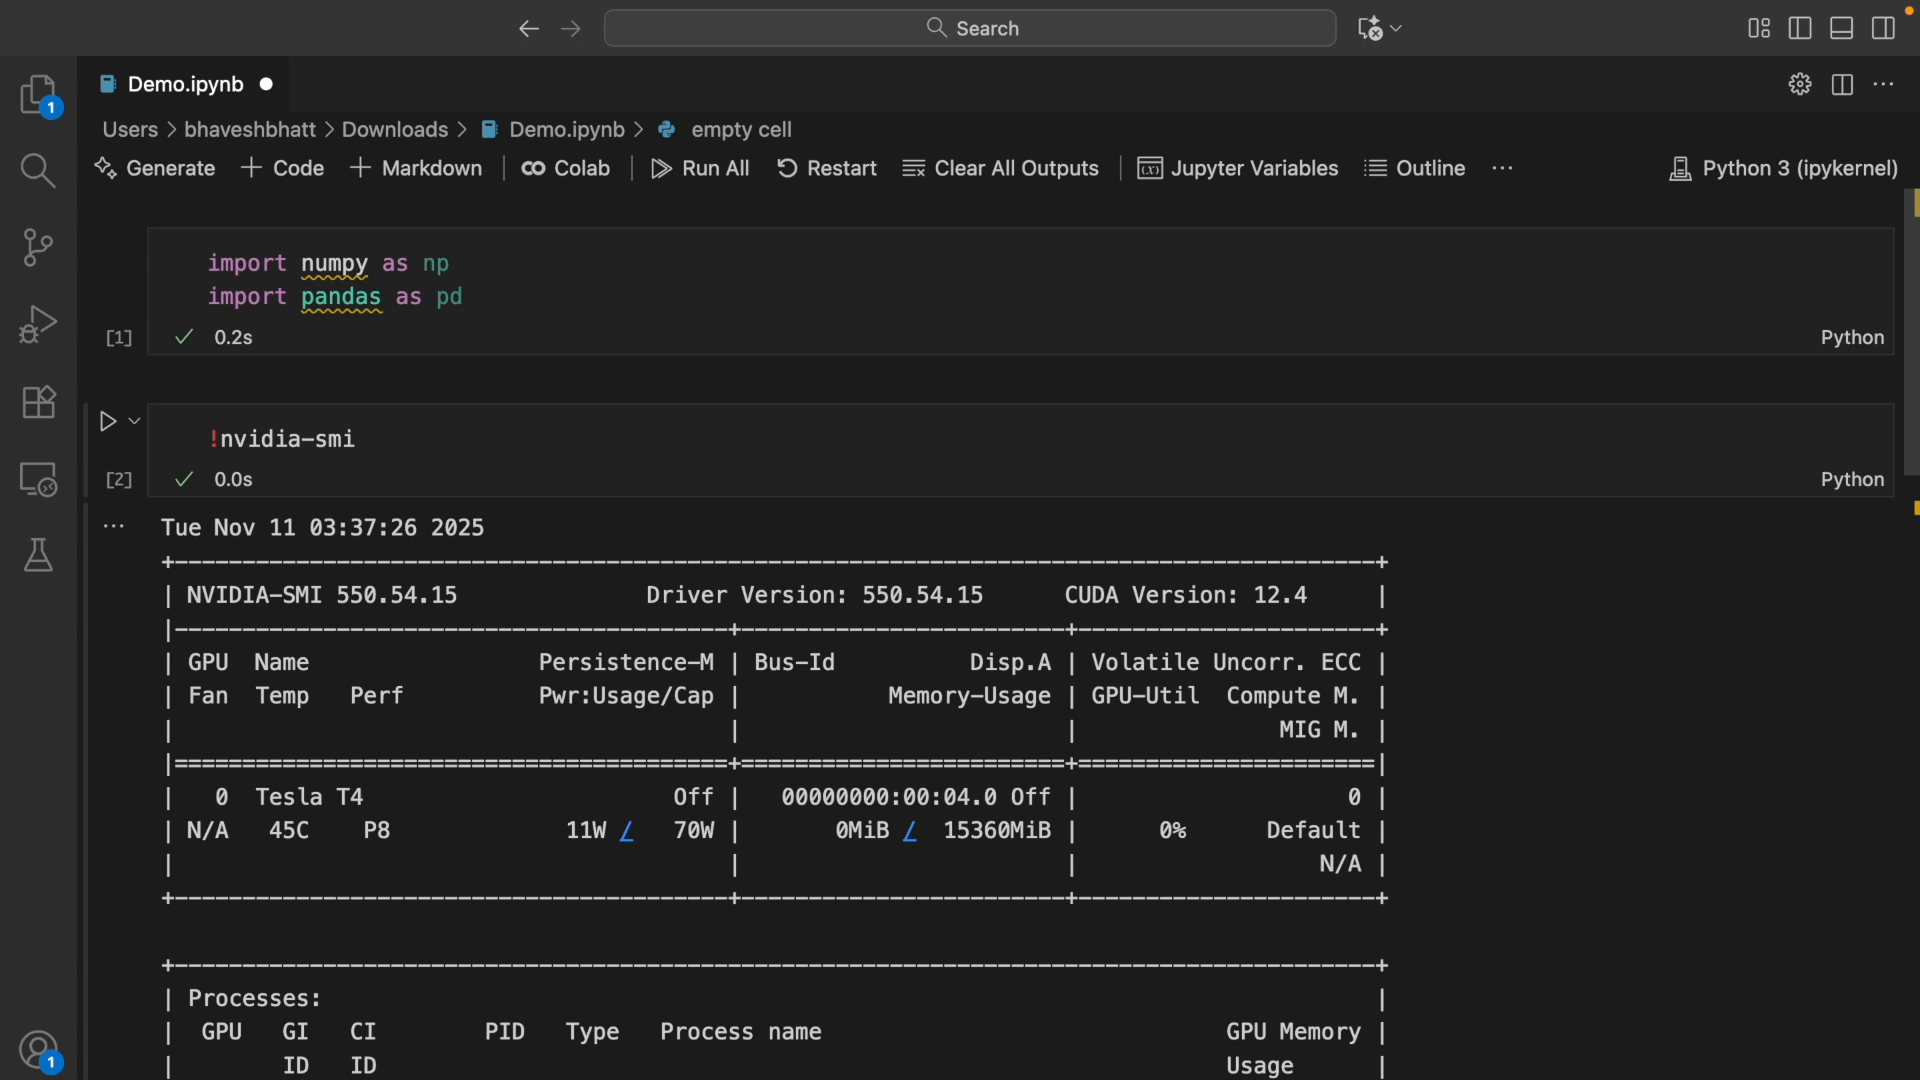 Search
Demo.ipynb
1
Users > bhaveshbhatt > Downloads > Demo.ipynb > empty cell
Generate + Code + Markdown | Colab | Run All Restart Clear All Outputs | Jupyter Variables Outline ... Python 3 (ipykernel)
import numpy as np
import pandas as pd
[1] ✓ 0.2s Python
!nvidia-smi
[2] ✓ 0.0s Python
... Tue Nov 11 03:37:26 2025
+-----------------------------------------------------------------------------------------+
| NVIDIA-SMI 550.54.15              Driver Version: 550.54.15      CUDA Version: 12.4     |
|-----------------------------------------+------------------------+----------------------+
| GPU  Name                 Persistence-M | Bus-Id          Disp.A | Volatile Uncorr. ECC |
| Fan  Temp   Perf          Pwr:Usage/Cap |           Memory-Usage | GPU-Util  Compute M. |
|                                         |                        |               MIG M. |
|=========================================+========================+======================|
|   0  Tesla T4                       Off |   00000000:00:04.0 Off |                    0 |
| N/A   45C    P8             11W /   70W |       0MiB /  15360MiB |      0%      Default |
|                                         |                        |                  N/A |
+-----------------------------------------+------------------------+----------------------+
+-----------------------------------------------------------------------------------------+
| Processes:                                                                              |
|  GPU   GI   CI        PID   Type   Process name                              GPU Memory |
|        ID   ID                                                               Usage      |
1